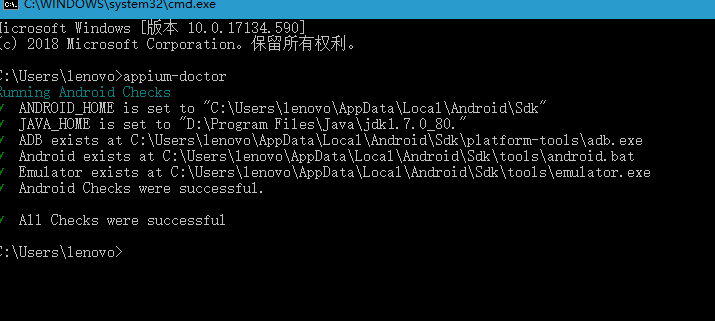 C:\WINDOWS\system32\cmd.exe
Microsoft Windows [版本 10.0.17134.590]
(c) 2018 Microsoft Corporation。保留所有权利。
C:\Users\lenovo>appium-doctor
Running Android Checks
✓ ANDROID_HOME is set to "C:\Users\lenovo\AppData\Local\Android\Sdk"
✓ JAVA_HOME is set to "D:\Program Files\Java\jdk1.7.0_80."
✓ ADB exists at C:\Users\lenovo\AppData\Local\Android\Sdk\platform-tools\adb.exe
✓ Android exists at C:\Users\lenovo\AppData\Local\Android\Sdk\tools\android.bat
✓ Emulator exists at C:\Users\lenovo\AppData\Local\Android\Sdk\tools\emulator.exe
✓ Android Checks were successful.
✓ All Checks were successful
C:\Users\lenovo>